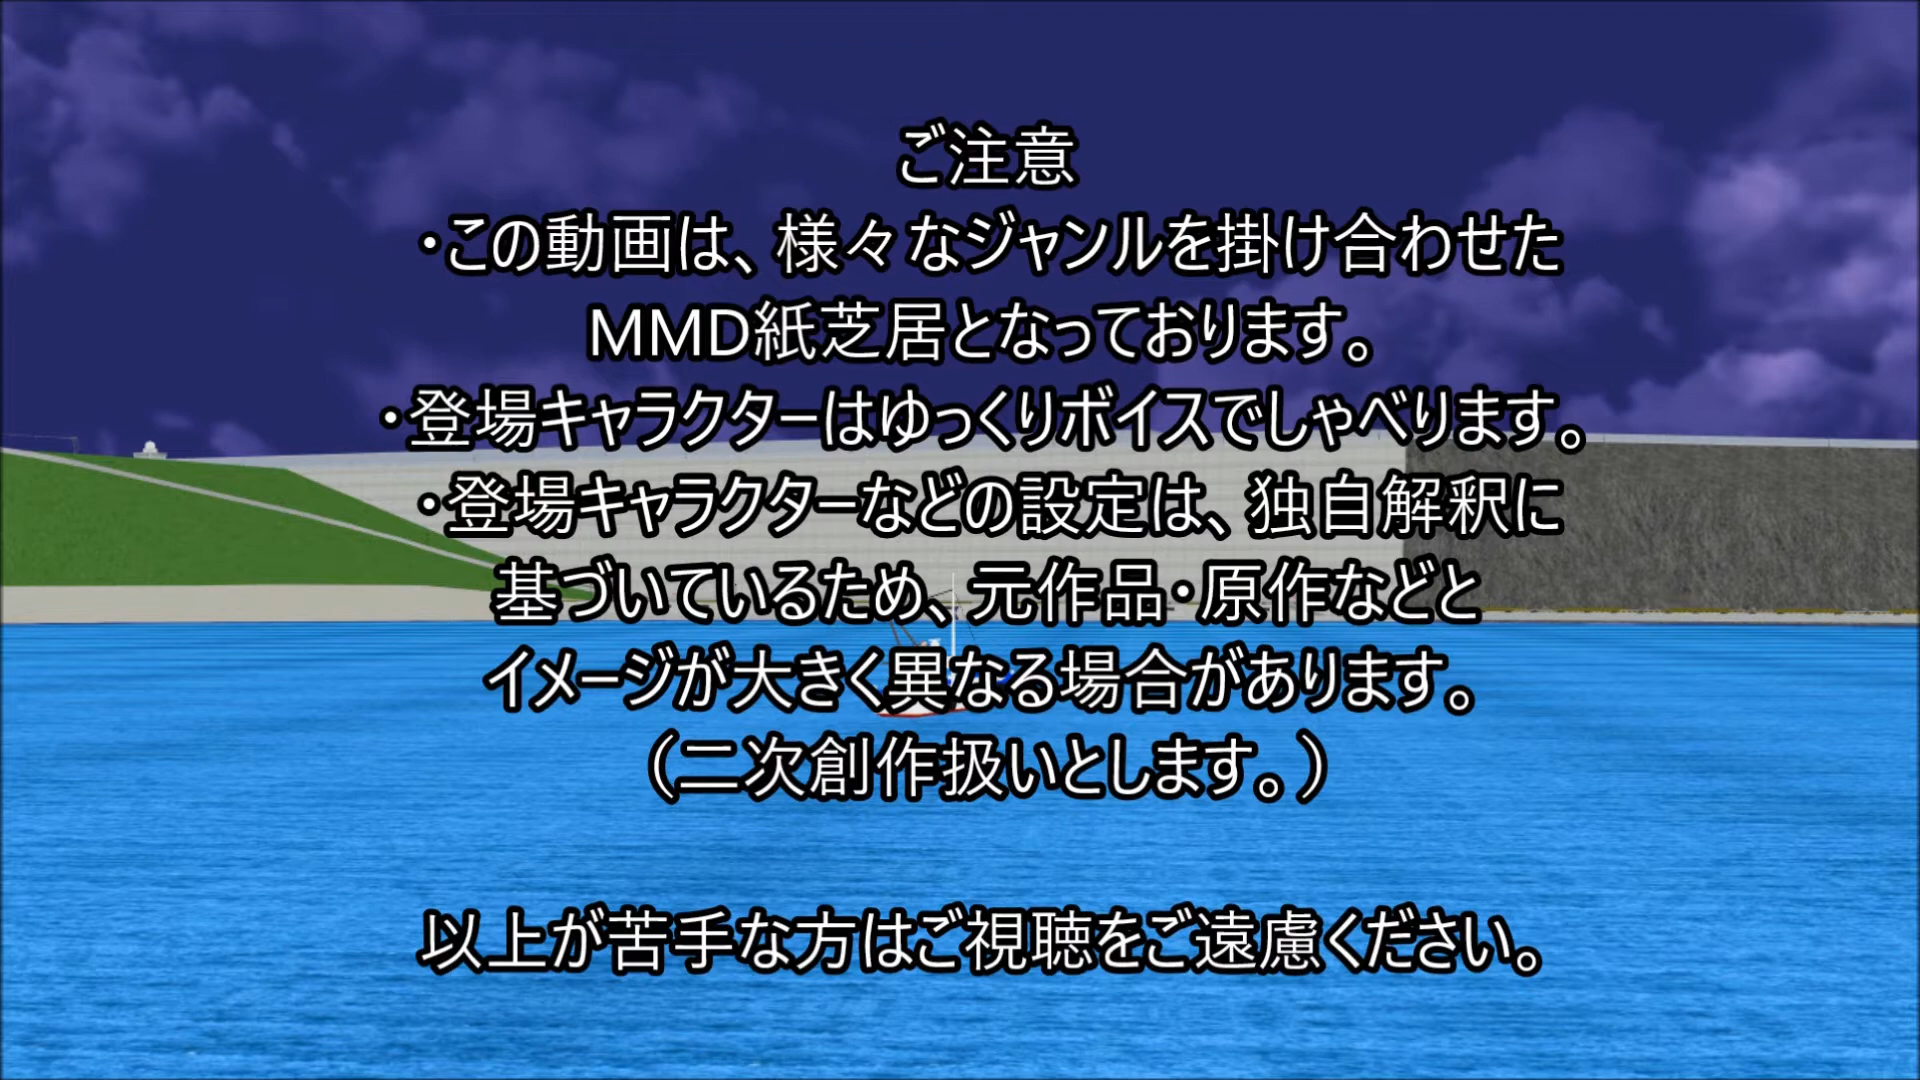 ご注意
・この動画は、様々なジャンルを掛け合わせた
MMD紙芝居となっております。
・登場キャラクターはゆっくりボイスでしゃべります。
・登場キャラクターなどの設定は、独自解釈に
基づいているため、元作品・原作などと
イメージが大きく異なる場合があります。
（二次創作扱いとします。）
以上が苦手な方はご視聴をご遠慮ください。